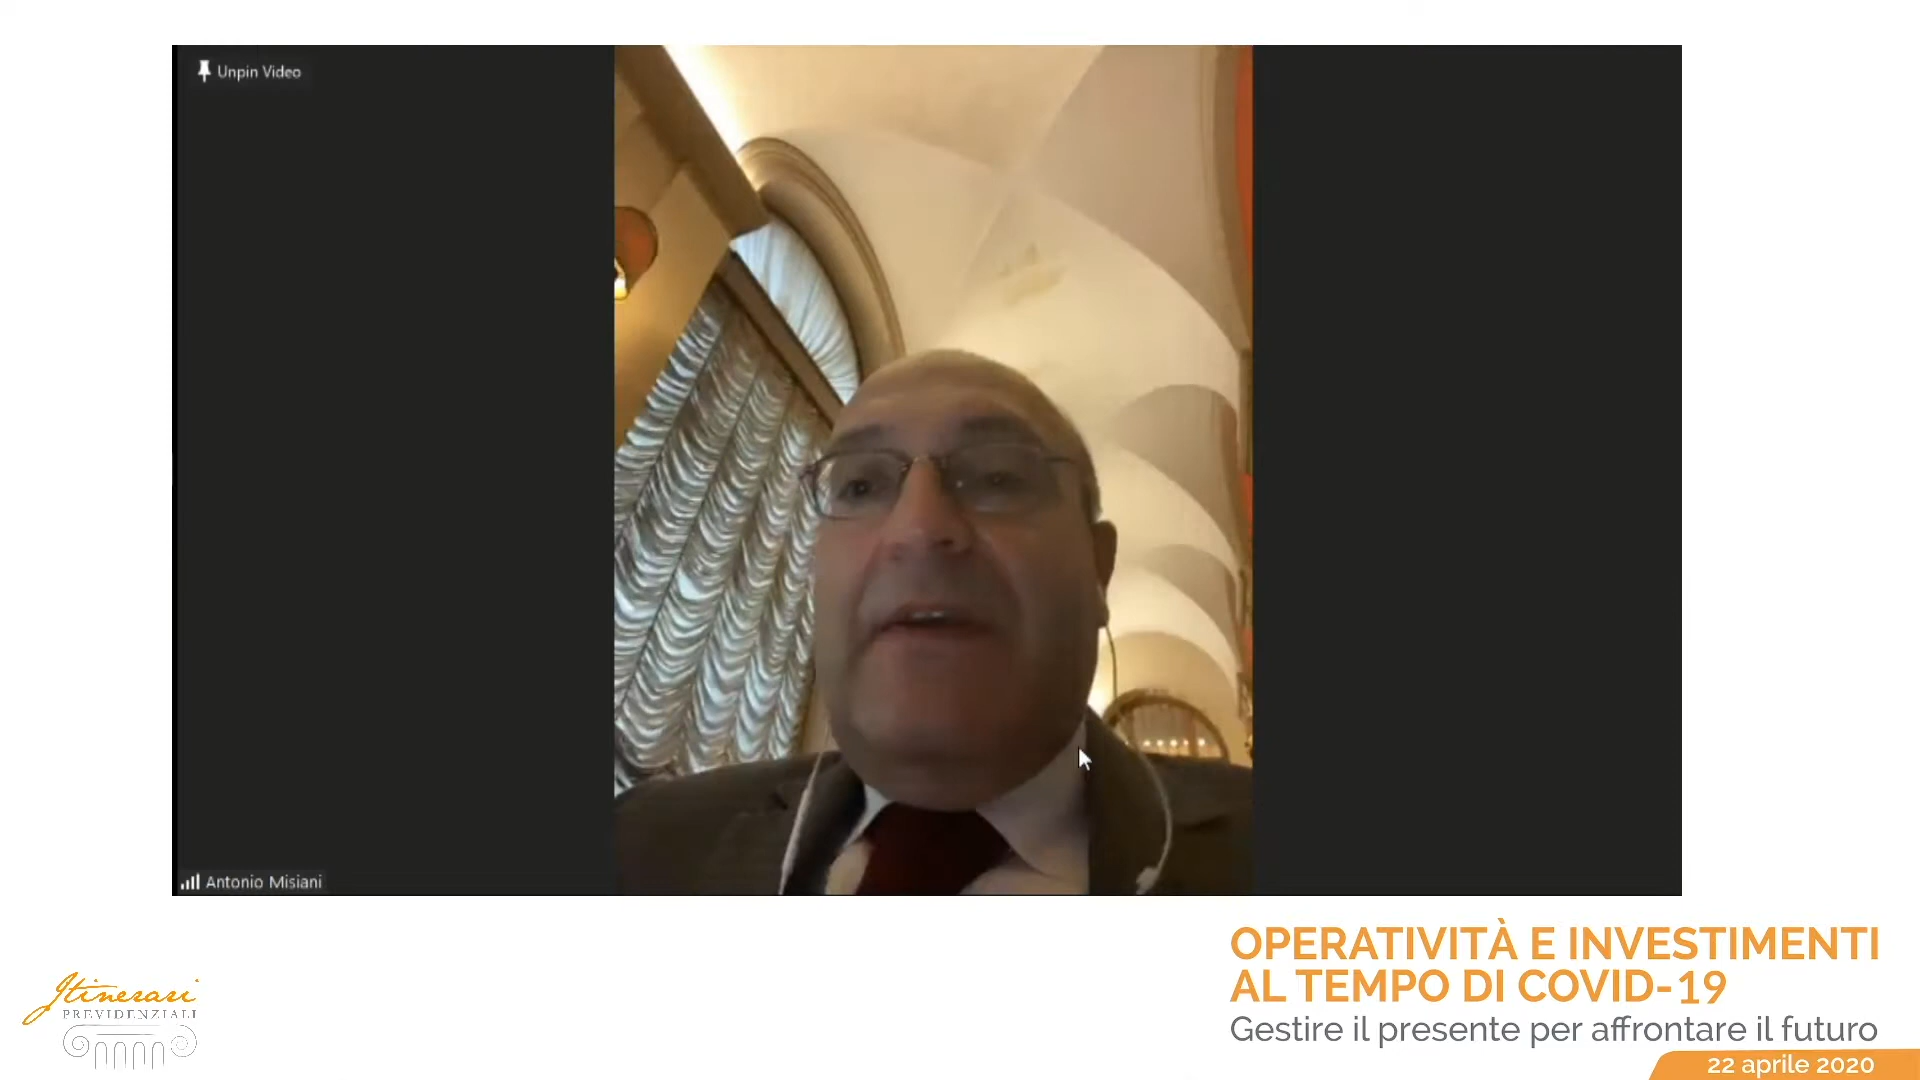 Unpin Video
Antonio Misiani
Itinerari
PREVIDENZIALI
OPERATIVITÀ E INVESTIMENTI
AL TEMPO DI COVID-19
Gestire il presente per affrontare il futuro
22 aprile 2020